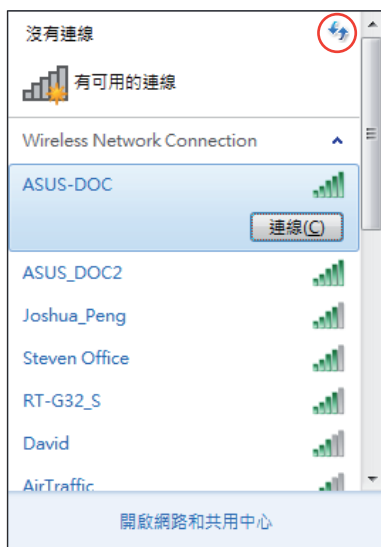 沒有連線
有可用的連線
Wireless Network Connection
ASUS-DOC
連線(C)
ASUS_DOC2
Joshua_Peng
Steven Office
RT-G32_S
David
AirTraffic
開啟網路和共用中心